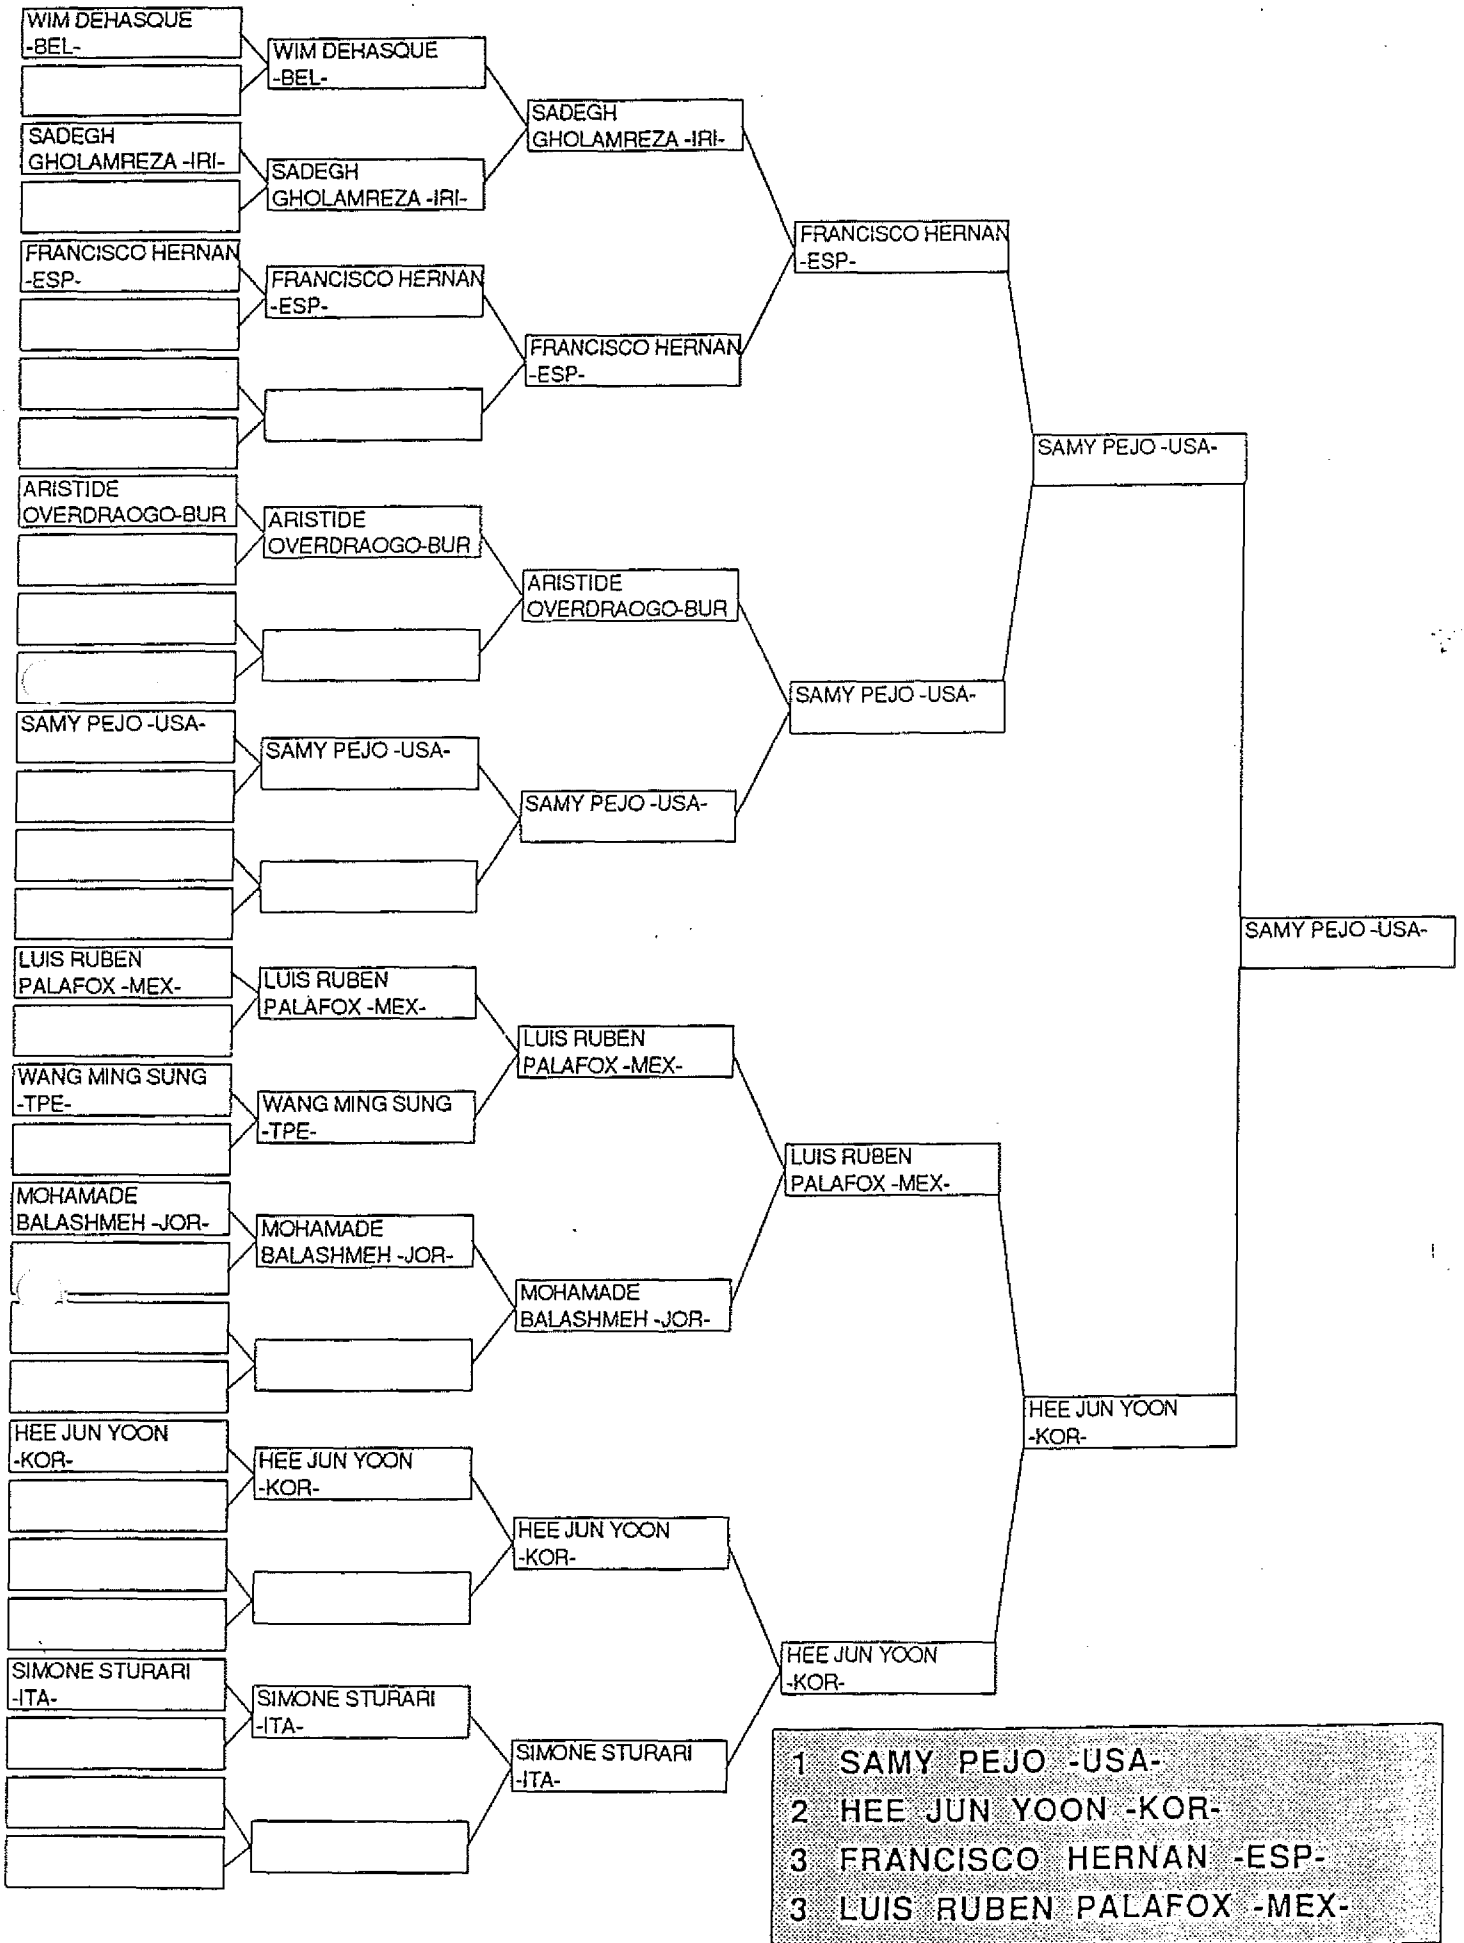 WIM DEHASQUE
-BEL-
SADEGH
GHOLAMREZA -IRI-
FRANCISCO HERNAN
-ESP-
ARISTIDE
OVERDRAOGO-BUR
SAMY PEJO -USA-
LUIS RUBEN
PALAFOX -MEX-
WANG MING SUNG
-TPE-
MOHAMADE
BALASHMEH -JOR-
HEE JUN YOON
-KOR-
SIMONE STURARI
-ITA-
WIM DEHASQUE
-BEL-
SADEGH
GHOLAMREZA -IRI-
FRANCISCO HERNAN
-ESP-
ARISTIDE
OVERDRAOGO-BUR
SAMY PEJO -USA-
LUIS RUBEN
PALAFOX -MEX-
WANG MING SUNG
-TPE-
MOHAMADE
BALASHMEH -JOR-
HEE JUN YOON
-KOR-
SIMONE STURARI
-ITA-
SADEGH
GHOLAMREZA -IRI-
FRANCISCO HERNAN
-ESP-
ARISTIDE
OVERDRAOGO-BUR
SAMY PEJO -USA-
LUIS RUBEN
PALAFOX -MEX-
MOHAMADE
BALASHMEH -JOR-
HEE JUN YOON
-KOR-
SIMONE STURARI
-ITA-
FRANCISCO HERNAN
-ESP-
SAMY PEJO -USA-
LUIS RUBEN
PALAFOX -MEX-
HEE JUN YOON
-KOR-
SAMY PEJO -USA-
HEE JUN YOON
-KOR-
SAMY PEJO -USA-
1 SAMY PEJO -USA-
2 HEE JUN YOON -KOR-
3 FRANCISCO HERNAN -ESP-
3 LUIS RUBEN PALAFOX -MEX-